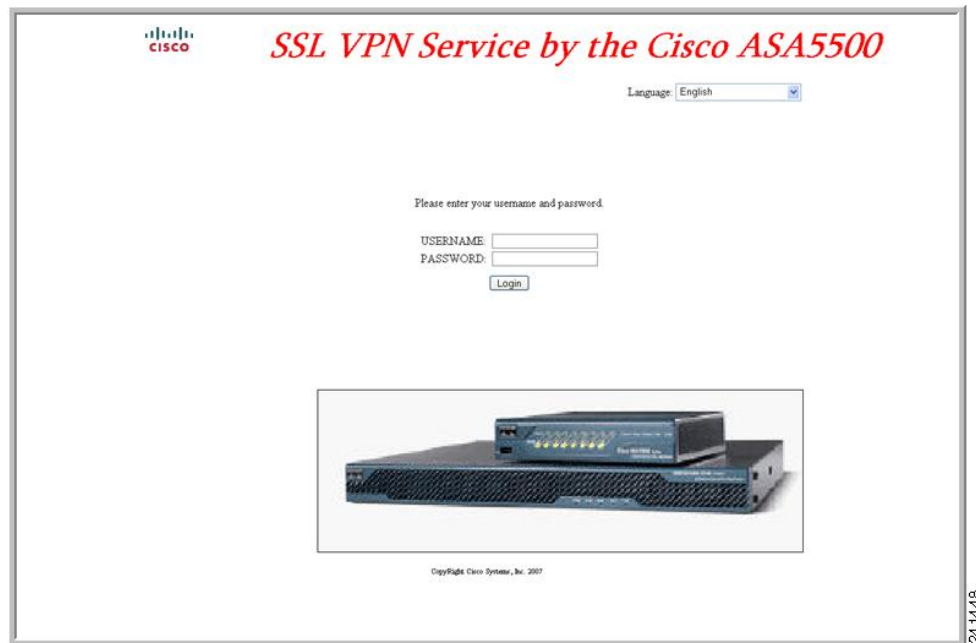 CISCO
SSL VPN Service by the Cisco ASA5500
Language: English
Please enter your username and password.
USERNAME:
PASSWORD:
Login
CopyRight Cisco Systems, Inc. 2007
241448